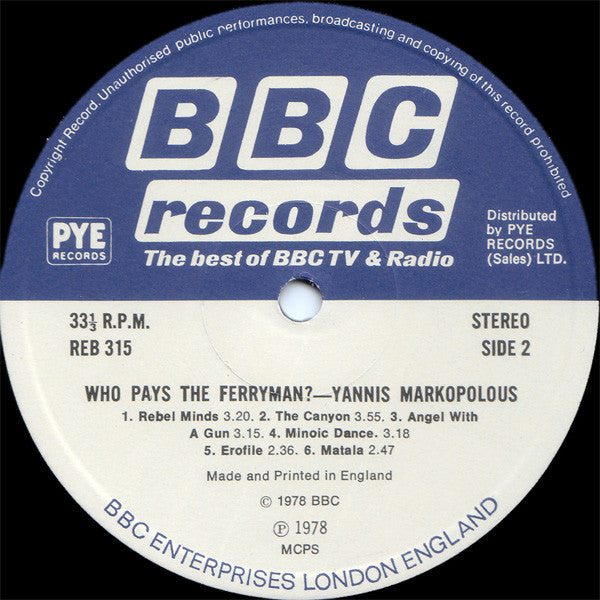 Copyright Record. Unauthorised public performances, broadcasting and copying of this record prohibited
BBC
records
The best of BBC TV & Radio
PYE
RECORDS
Distributed
by PYE
RECORDS
(Sales) LTD.
33⅓ R.P.M.
REB 315
STEREO
SIDE 2
WHO PAYS THE FERRYMAN?—YANNIS MARKOPOLOUS
1. Rebel Minds 3.20. 2. The Canyon 3.55. 3. Angel With
A Gun 3.15. 4. Minoic Dance. 3.18
5. Erofile 2.36. 6. Matala 2.47
Made and Printed in England
© 1978 BBC
℗ 1978
MCPS
BBC ENTERPRISES LONDON ENGLAND